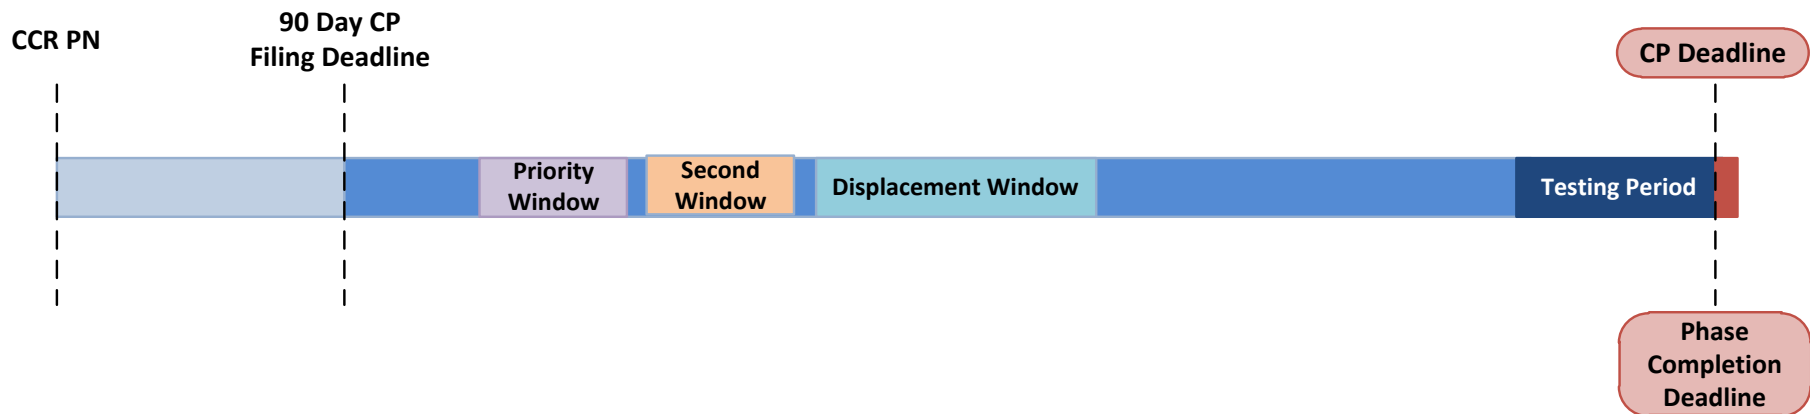 CCR PN
90 Day CP
Filing Deadline
CP Deadline
Priority
Window
Second
Window
Displacement Window
Testing Period
Phase
Completion
Deadline